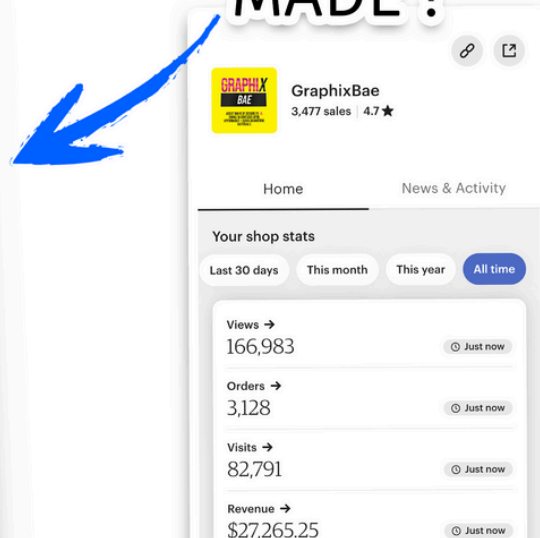 MADE?
GRAPHIX
BAE
GraphixBae
3,477 sales | 4.7★
Home
News & Activity
Your shop stats
Last 30 days
This month
This year
All time
Views →
166,983
Just now
Orders →
3,128
Just now
Visits →
82,791
Just now
Revenue →
$27,265.25
Just now